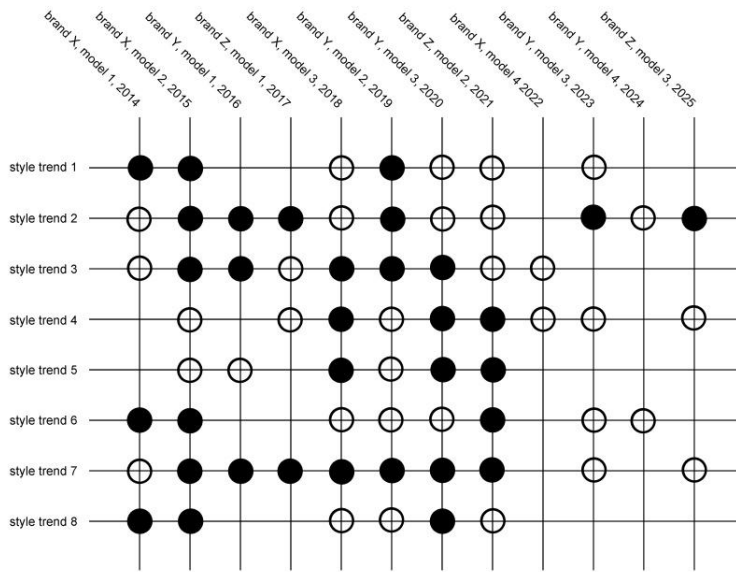 brand X, model 1, 2014
brand X, model 2, 2015
brand Y, model 1, 2016
brand Z, model 1, 2017
brand X, model 3, 2018
brand Y, model 2, 2019
brand Y, model 3, 2020
brand Z, model 2, 2021
brand X, model 4 2022
brand Y, model 3, 2023
brand Y, model 4, 2024
brand Z, model 3, 2025
style trend 1
style trend 2
style trend 3
style trend 4
style trend 5
style trend 6
style trend 7
style trend 8